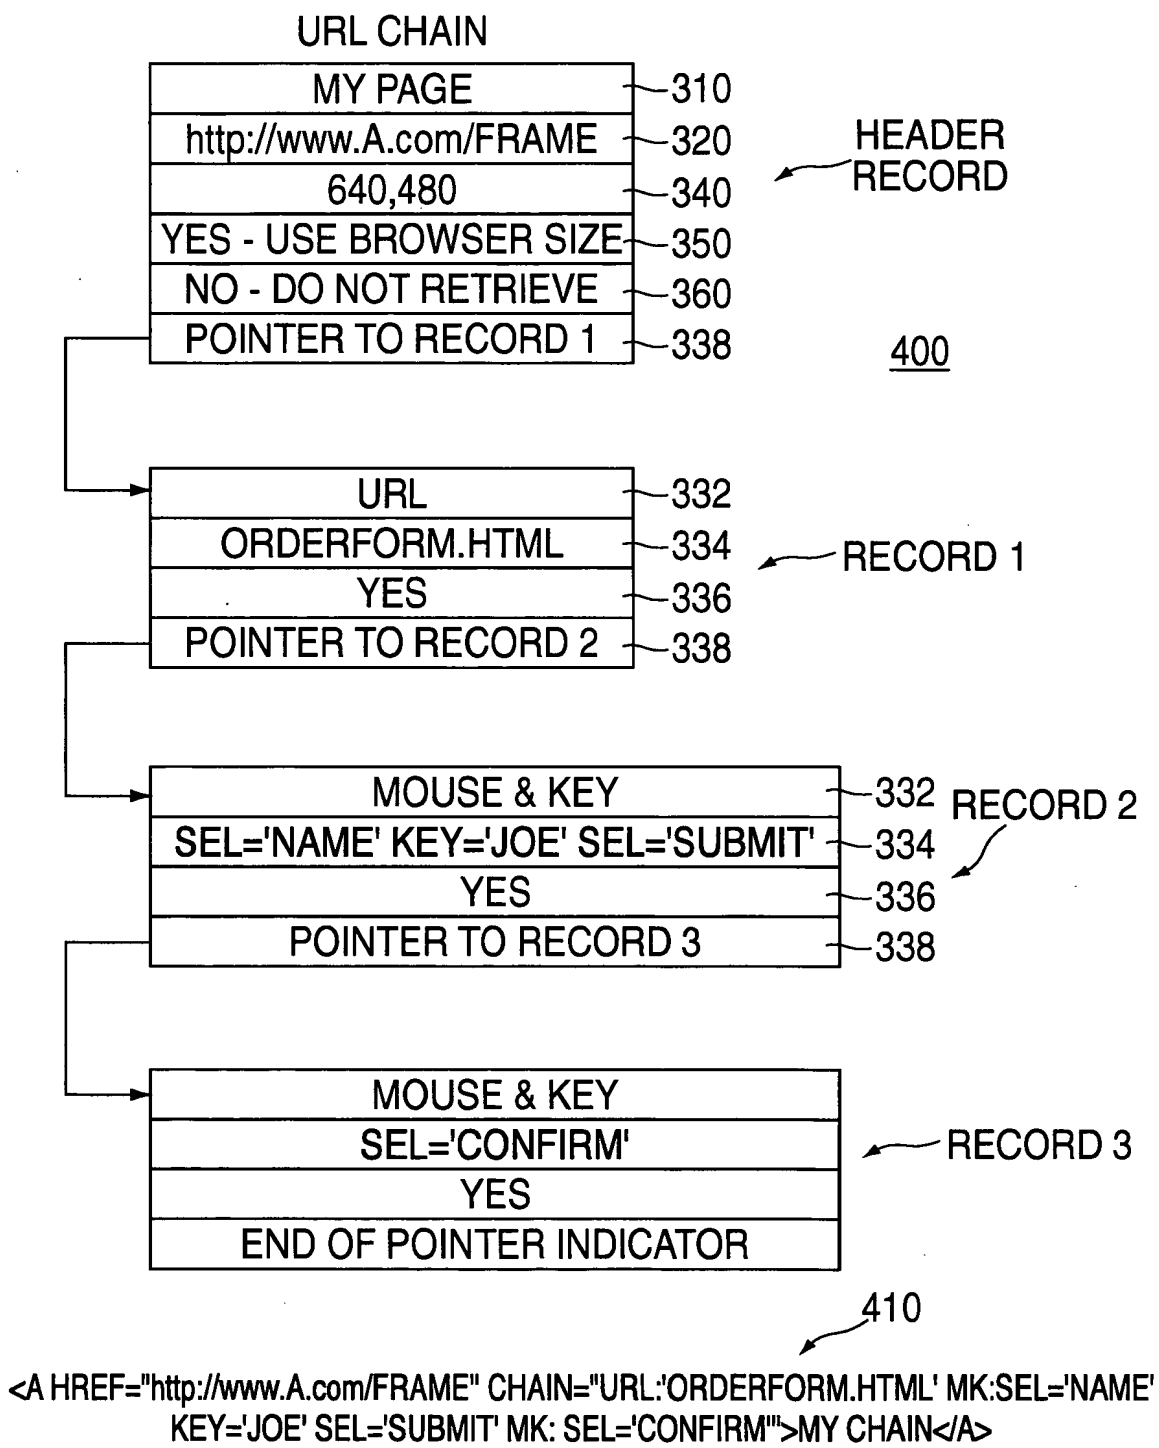 URL CHAIN
MY PAGE 310
http://www.A.com/FRAME 320
HEADER
RECORD
640,480 340
YES - USE BROWSER SIZE 350
NO - DO NOT RETRIEVE 360
POINTER TO RECORD 1 338
400
URL 332
ORDERFORM.HTML 334
RECORD 1
YES 336
POINTER TO RECORD 2 338
MOUSE & KEY 332
RECORD 2
SEL='NAME' KEY='JOE' SEL='SUBMIT' 334
YES 336
POINTER TO RECORD 3 338
MOUSE & KEY
SEL='CONFIRM'
RECORD 3
YES
END OF POINTER INDICATOR
410
<A HREF="http://www.A.com/FRAME" CHAIN="URL:'ORDERFORM.HTML' MK:SEL='NAME'
KEY='JOE' SEL='SUBMIT' MK: SEL='CONFIRM'">MY CHAIN</A>